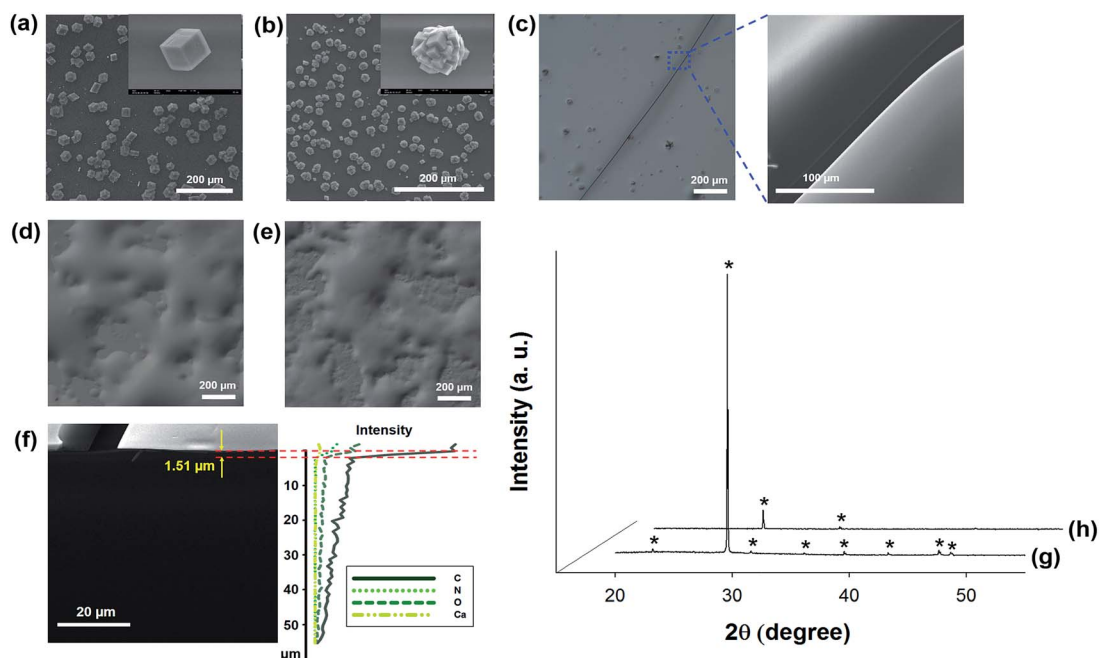 (a)
200 µm
(b)
200 µm
(c)
200 µm
100 µm
(d)
200 µm
(e)
200 µm
(f)
1.51 µm
20 µm
Intensity
10
20
30
40
50
µm
C
N
O
Ca
Intensity (a. u.)
*
* *
(h)
* * * * * * *
(g)
20 30 40 50
2θ (degree)